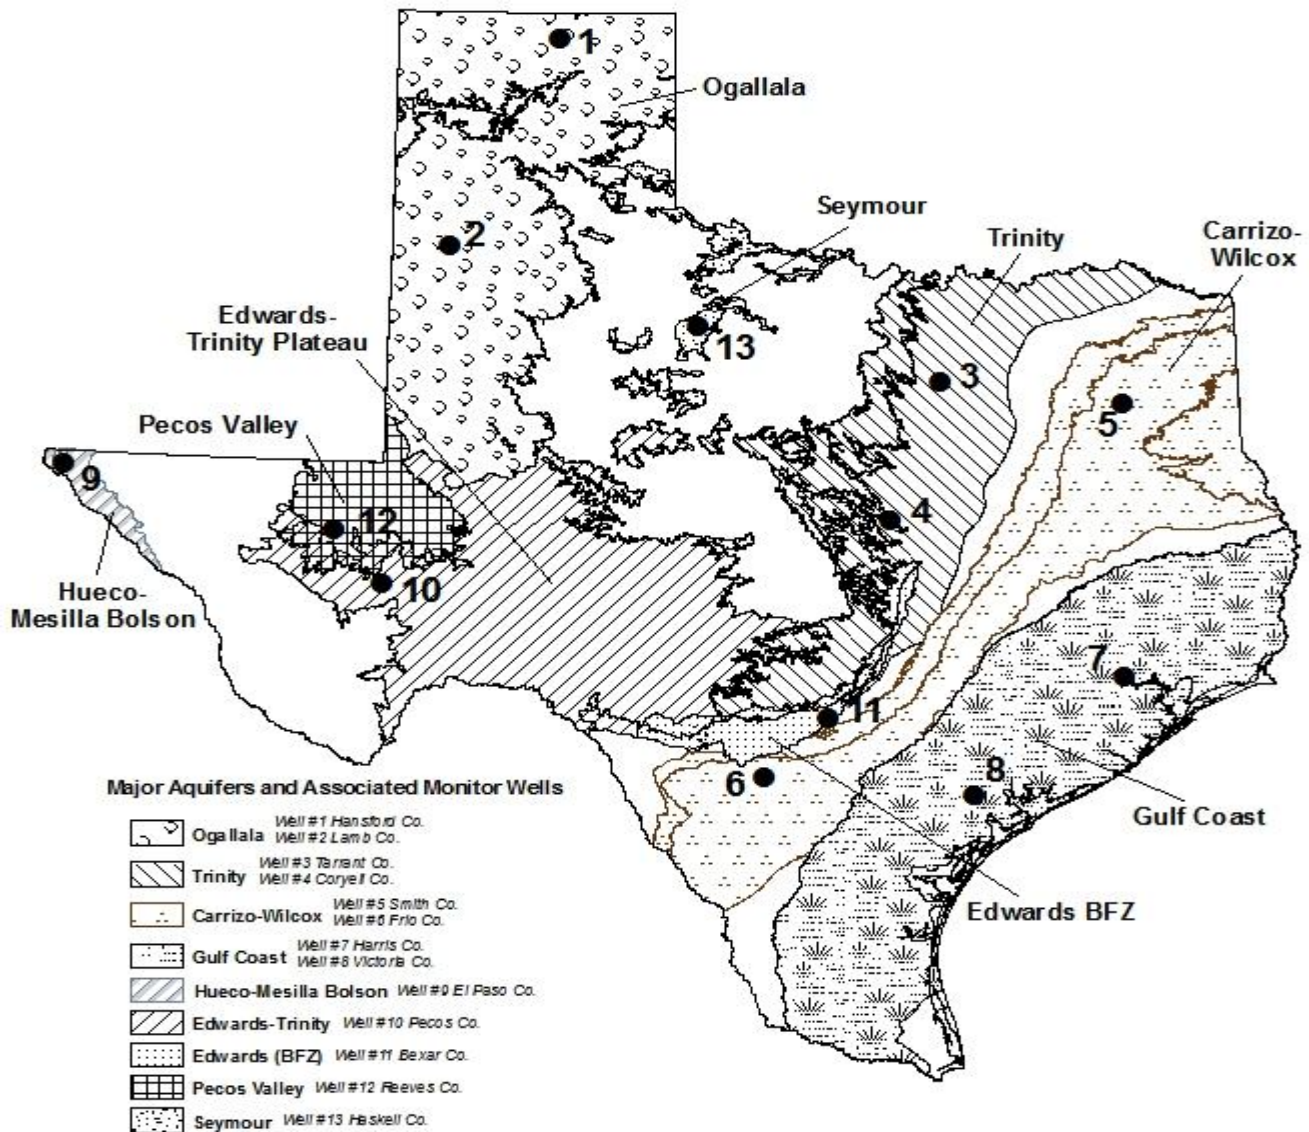 1
Ogallala
Seymour
Trinity
Carrizo-
Wilcox
2
Edwards-
Trinity Plateau
13
3
5
Pecos Valley
9
12
4
10
Hueco-
Mesilla Bolson
7
11
6
8
Gulf Coast
Edwards BFZ
Major Aquifers and Associated Monitor Wells
Ogallala Well #1 Hansford Co.
Well #2 Lamb Co.
Trinity Well #3 Tarrant Co.
Well #4 Coryell Co.
Carrizo-Wilcox Well #5 Smith Co.
Well #6 Frio Co.
Gulf Coast Well #7 Harris Co.
Well #8 Victoria Co.
Hueco-Mesilla Bolson Well #9 El Paso Co.
Edwards-Trinity Well #10 Pecos Co.
Edwards (BFZ) Well #11 Bexar Co.
Pecos Valley Well #12 Reeves Co.
Seymour Well #13 Haskell Co.